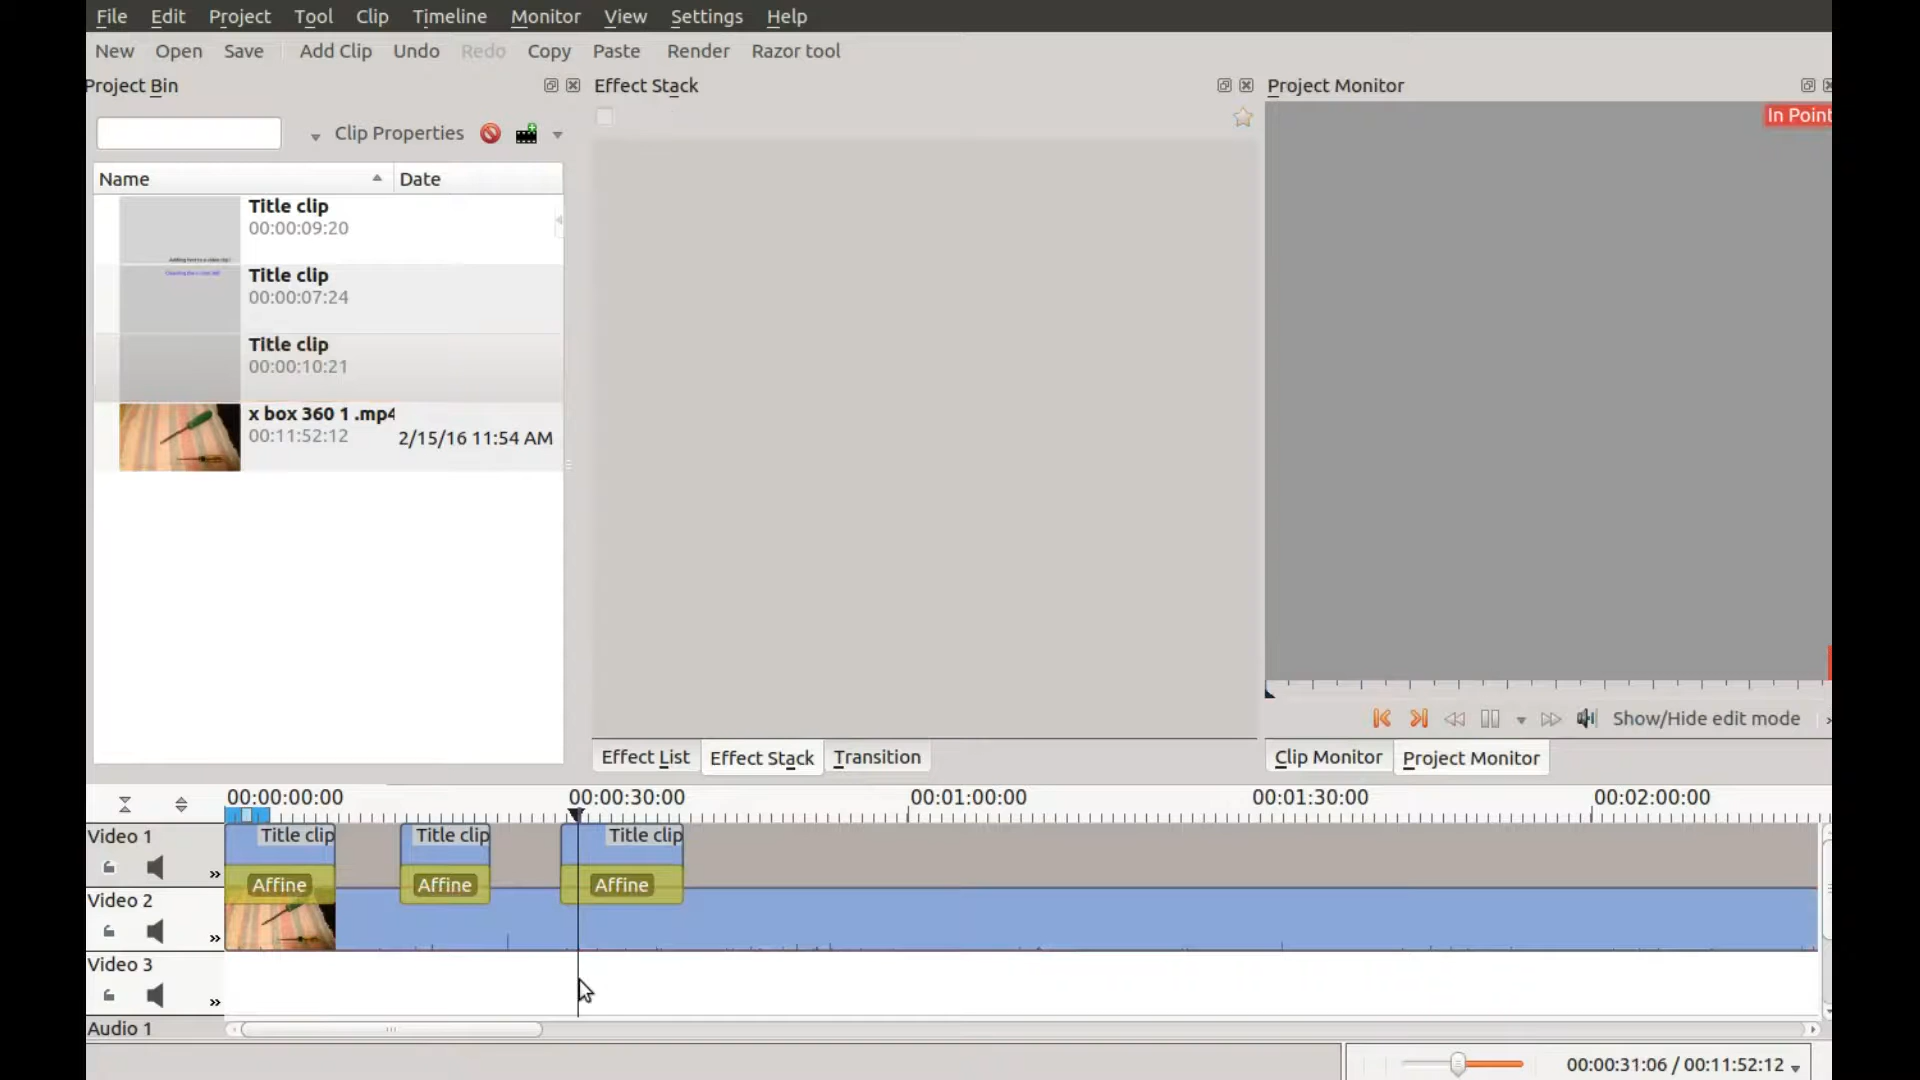 File Edit Project Tool Clip Timeline Monitor View Settings Help
New Open Save Add Clip Undo Redo Copy Paste Render Razor tool
Project Bin
Effect Stack
Project Monitor
In Point
Clip Properties
Name Date
Title clip
00:00:09:20
Title clip
00:00:07:24
Title clip
00:00:10:21
x box 360 1 .mp4
00:11:52:12
2/15/16 11:54 AM
Show/Hide edit mode
Effect List Effect Stack Transition
Clip Monitor Project Monitor
00:00:00:00 00:00:30:00 00:01:00:00 00:01:30:00 00:02:00:00
Video 1
Title clip Title clip Title clip
Affine Affine Affine
Video 2
Video 3
Audio 1
00:00:31:06 / 00:11:52:12